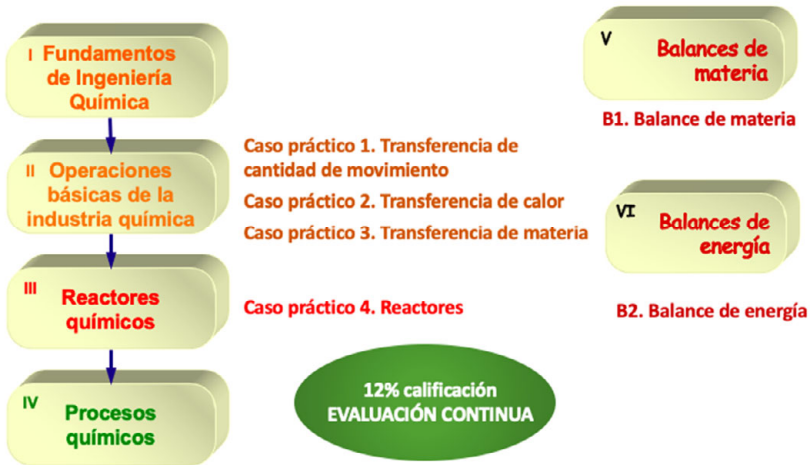 I Fundamentos
de Ingeniería
Química
II Operaciones
básicas de la
industria química
Caso práctico 1. Transferencia de
cantidad de movimiento
Caso práctico 2. Transferencia de calor
Caso práctico 3. Transferencia de materia
III Reactores
químicos
Caso práctico 4. Reactores
IV Procesos
químicos
12% calificación
EVALUACIÓN CONTINUA
V Balances de
materia
B1. Balance de materia
VI Balances de
energía
B2. Balance de energía